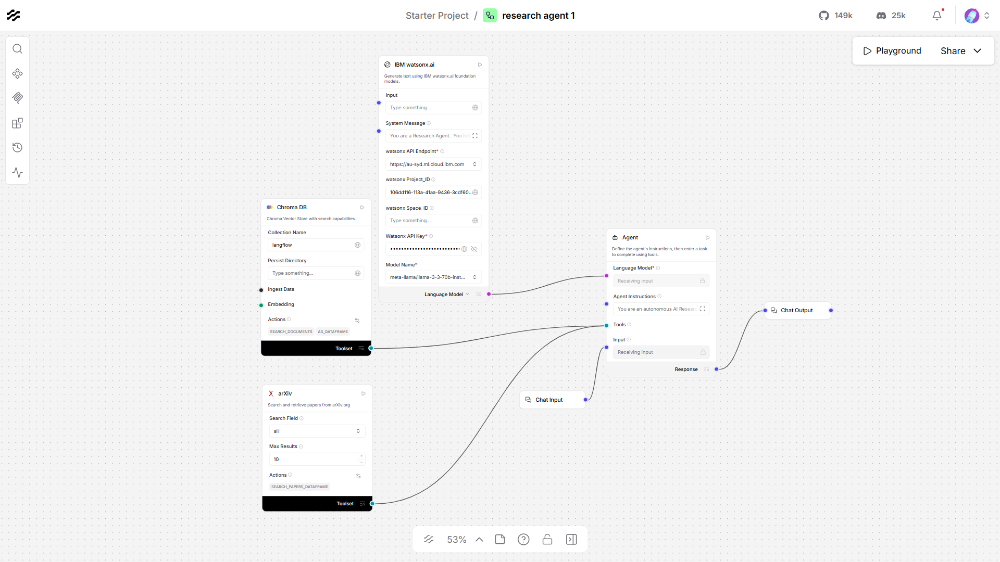 Starter Project / research agent 1
149k
25k
Playground
Share
IBM watsonx.ai
Generate text using IBM watsonx.ai foundation
models.
Input
Type something...
System Message
You are a Research Agent. You he
watsonx API Endpoint*
https://au-syd.ml.cloud.ibm.com
watsonx Project_ID
106dd116-113a-41aa-9436-3cdf60...
watsonx Space_ID
Type something...
Watsonx API Key*
••••••••••••••••••••••••••
Model Name*
meta-llama/llama-3-3-70b-inst...
Language Model
Chroma DB
Chroma Vector Store with search capabilities
Collection Name
langflow
Persist Directory
Type something...
Ingest Data
Embedding
Actions
SEARCH_DOCUMENTS AS_DATAFRAME
Toolset
arXiv
Search and retrieve papers from arXiv.org
Search Field
all
Max Results
10
Actions
SEARCH_PAPERS_DATAFRAME
Toolset
Chat Input
Agent
Define the agent's instructions, then enter a task
to complete using tools.
Language Model*
Receiving input
Agent Instructions
You are an autonomous AI Resear
Tools
Input
Receiving input
Response
Chat Output
53%